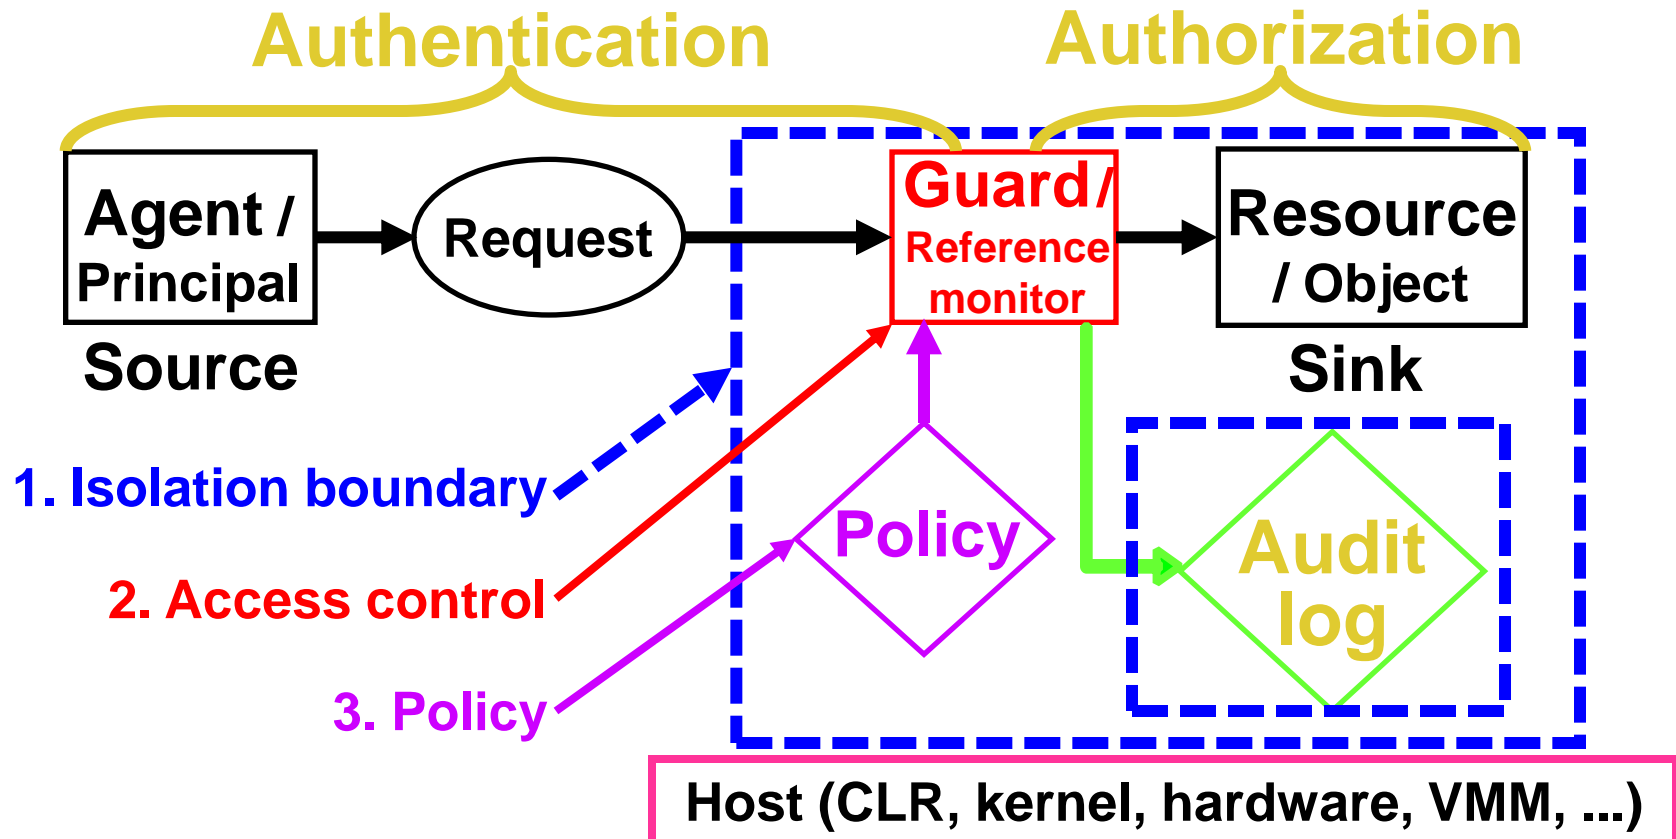 Authentication
Authorization
Agent /
Principal
Request
Guard /
Reference
monitor
Resource
/ Object
Source
Sink
1. Isolation boundary
2. Access control
3. Policy
Policy
Audit
log
Host (CLR, kernel, hardware, VMM, ...)